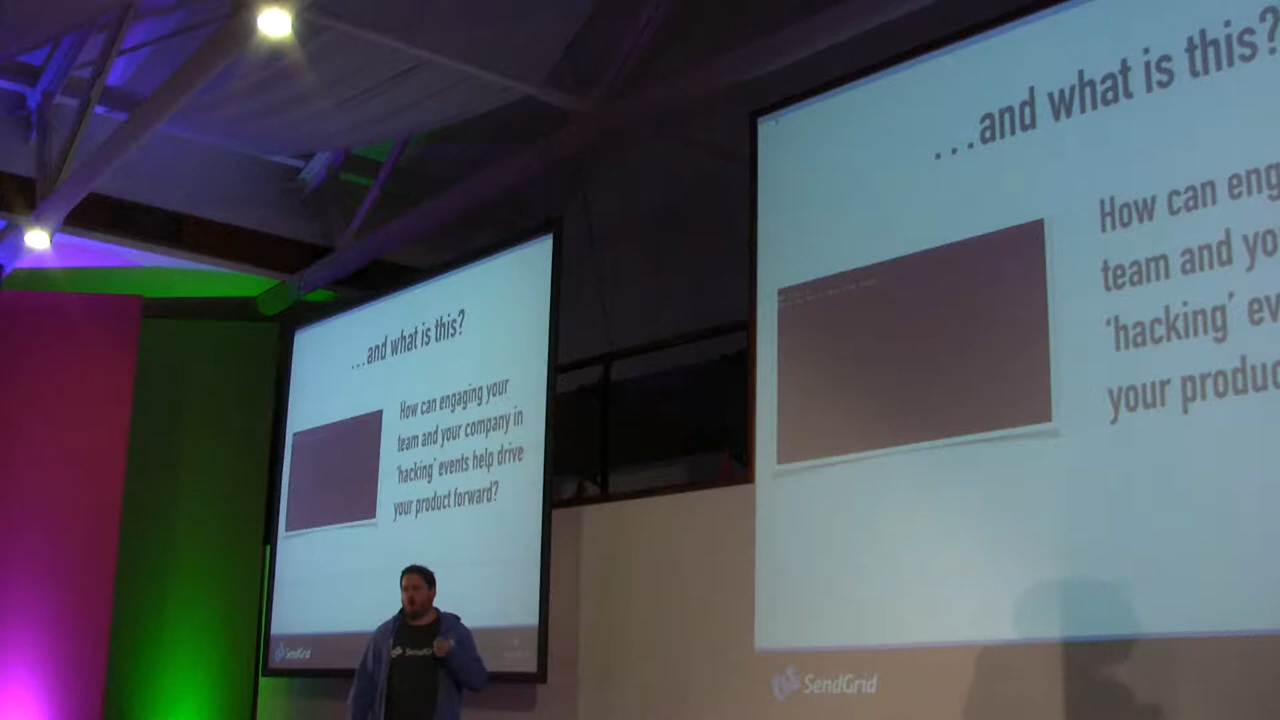 ...and what is this?
How can engaging your
team and your company in
'hacking' events help drive
your product forward?
SendGrid
SendGrid
...and what is this?
How can eng
team and yo
'hacking' ev
your produc
SendGrid